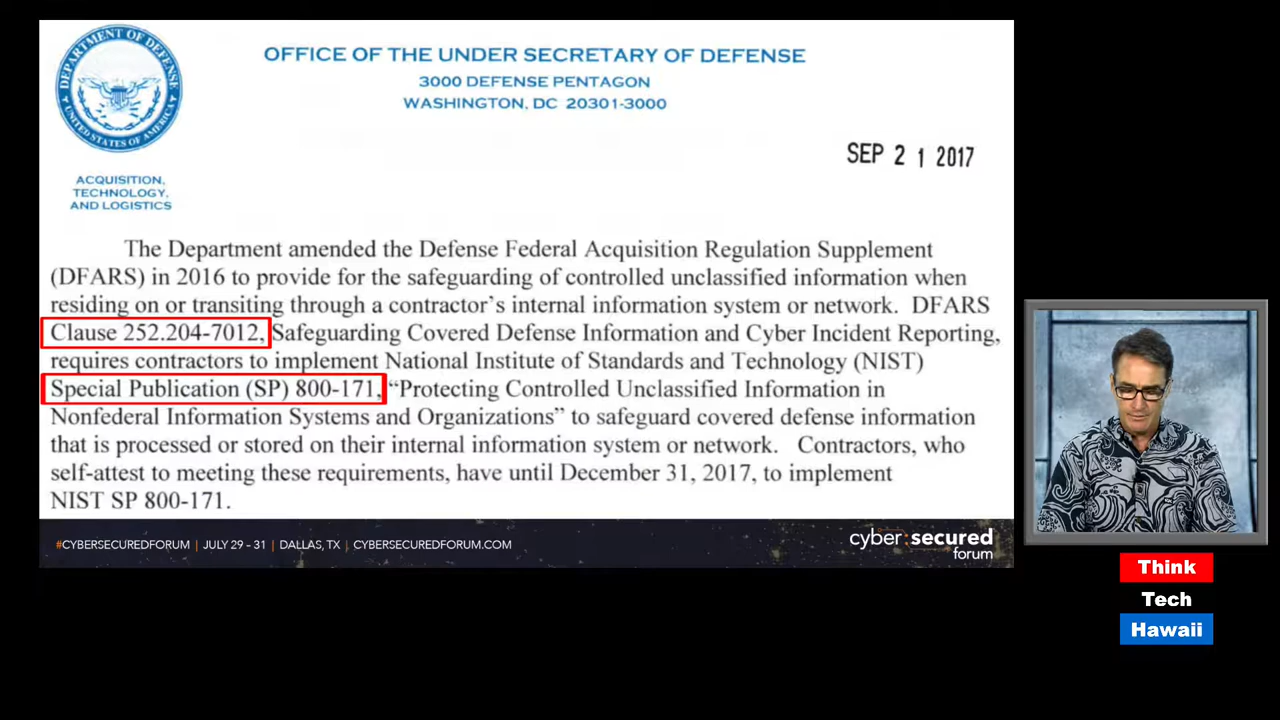 DEPARTMENT OF DEFENSE
UNITED STATES OF AMERICA
OFFICE OF THE UNDER SECRETARY OF DEFENSE
3000 DEFENSE PENTAGON
WASHINGTON, DC 20301-3000
SEP 2 1 2017
ACQUISITION,
TECHNOLOGY,
AND LOGISTICS
The Department amended the Defense Federal Acquisition Regulation Supplement
(DFARS) in 2016 to provide for the safeguarding of controlled unclassified information when
residing on or transiting through a contractor's internal information system or network. DFARS
Clause 252.204-7012, Safeguarding Covered Defense Information and Cyber Incident Reporting,
requires contractors to implement National Institute of Standards and Technology (NIST)
Special Publication (SP) 800-171, “Protecting Controlled Unclassified Information in
Nonfederal Information Systems and Organizations” to safeguard covered defense information
that is processed or stored on their internal information system or network. Contractors, who
self-attest to meeting these requirements, have until December 31, 2017, to implement
NIST SP 800-171.
#CYBERSECUREDFORUM | JULY 29 - 31 | DALLAS, TX | CYBERSECUREDFORUM.COM
cyber:secured
forum
Think
Tech
Hawaii